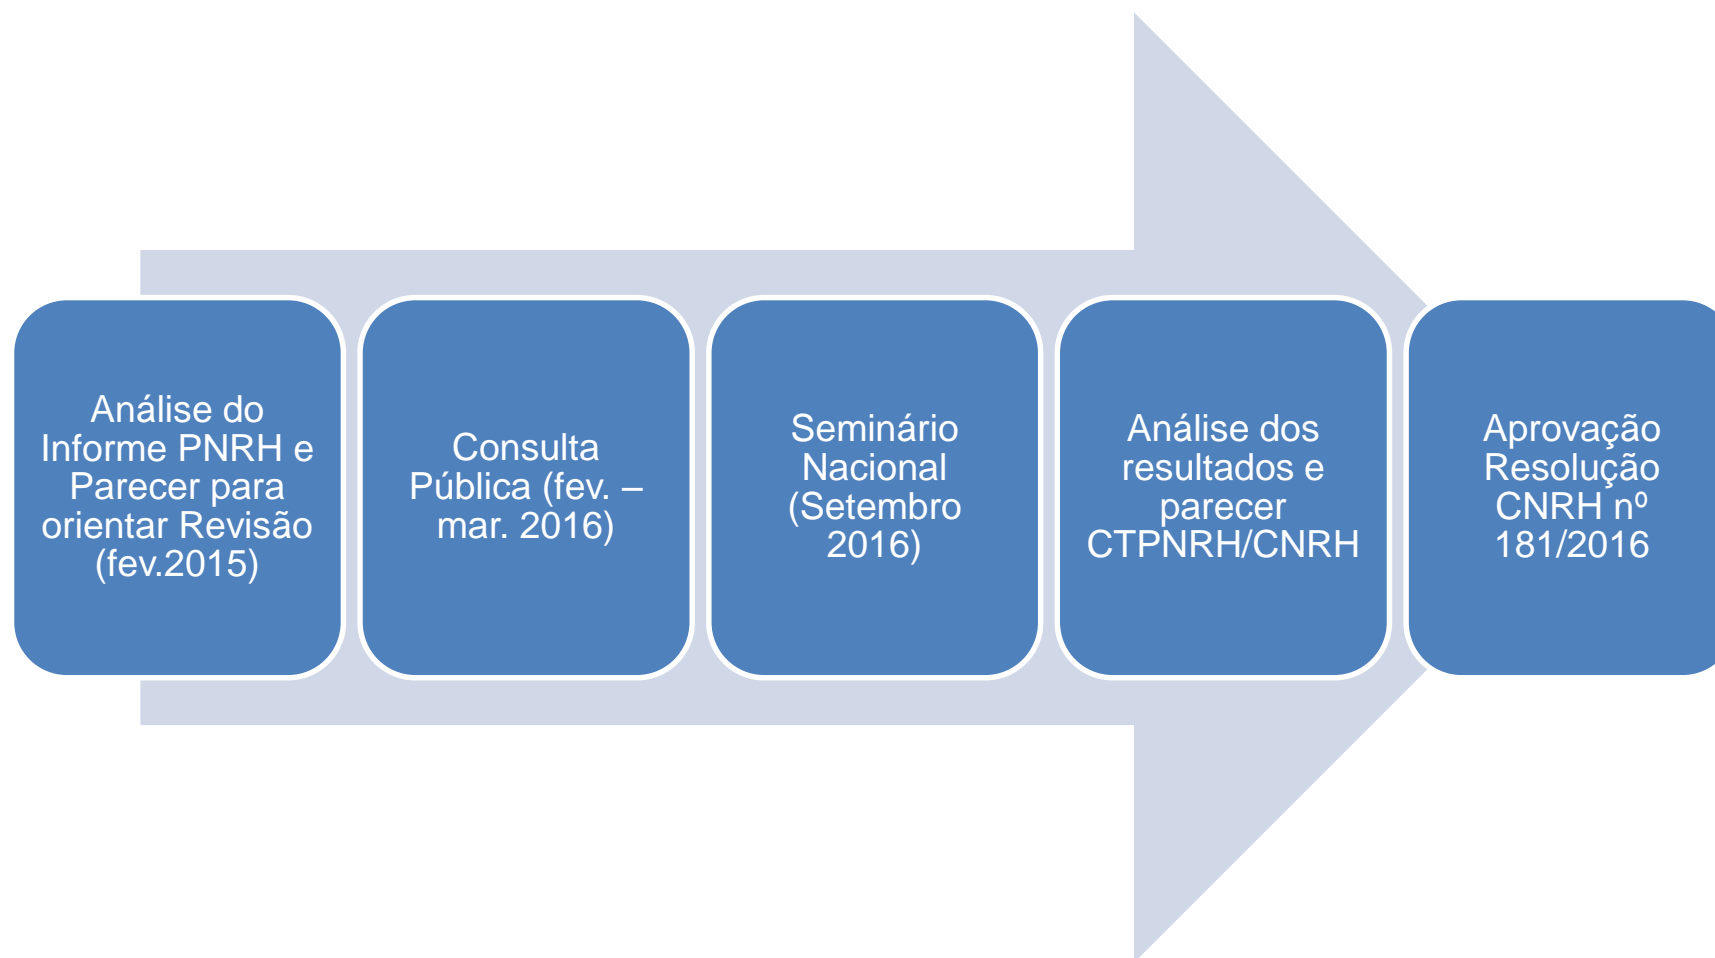 Análise do
Informe PNRH e
Parecer para
orientar Revisão
(fev.2015)
Consulta
Pública (fev. –
mar. 2016)
Seminário
Nacional
(Setembro
2016)
Análise dos
resultados e
parecer
CTPNRH/CNRH
Aprovação
Resolução
CNRH nº
181/2016